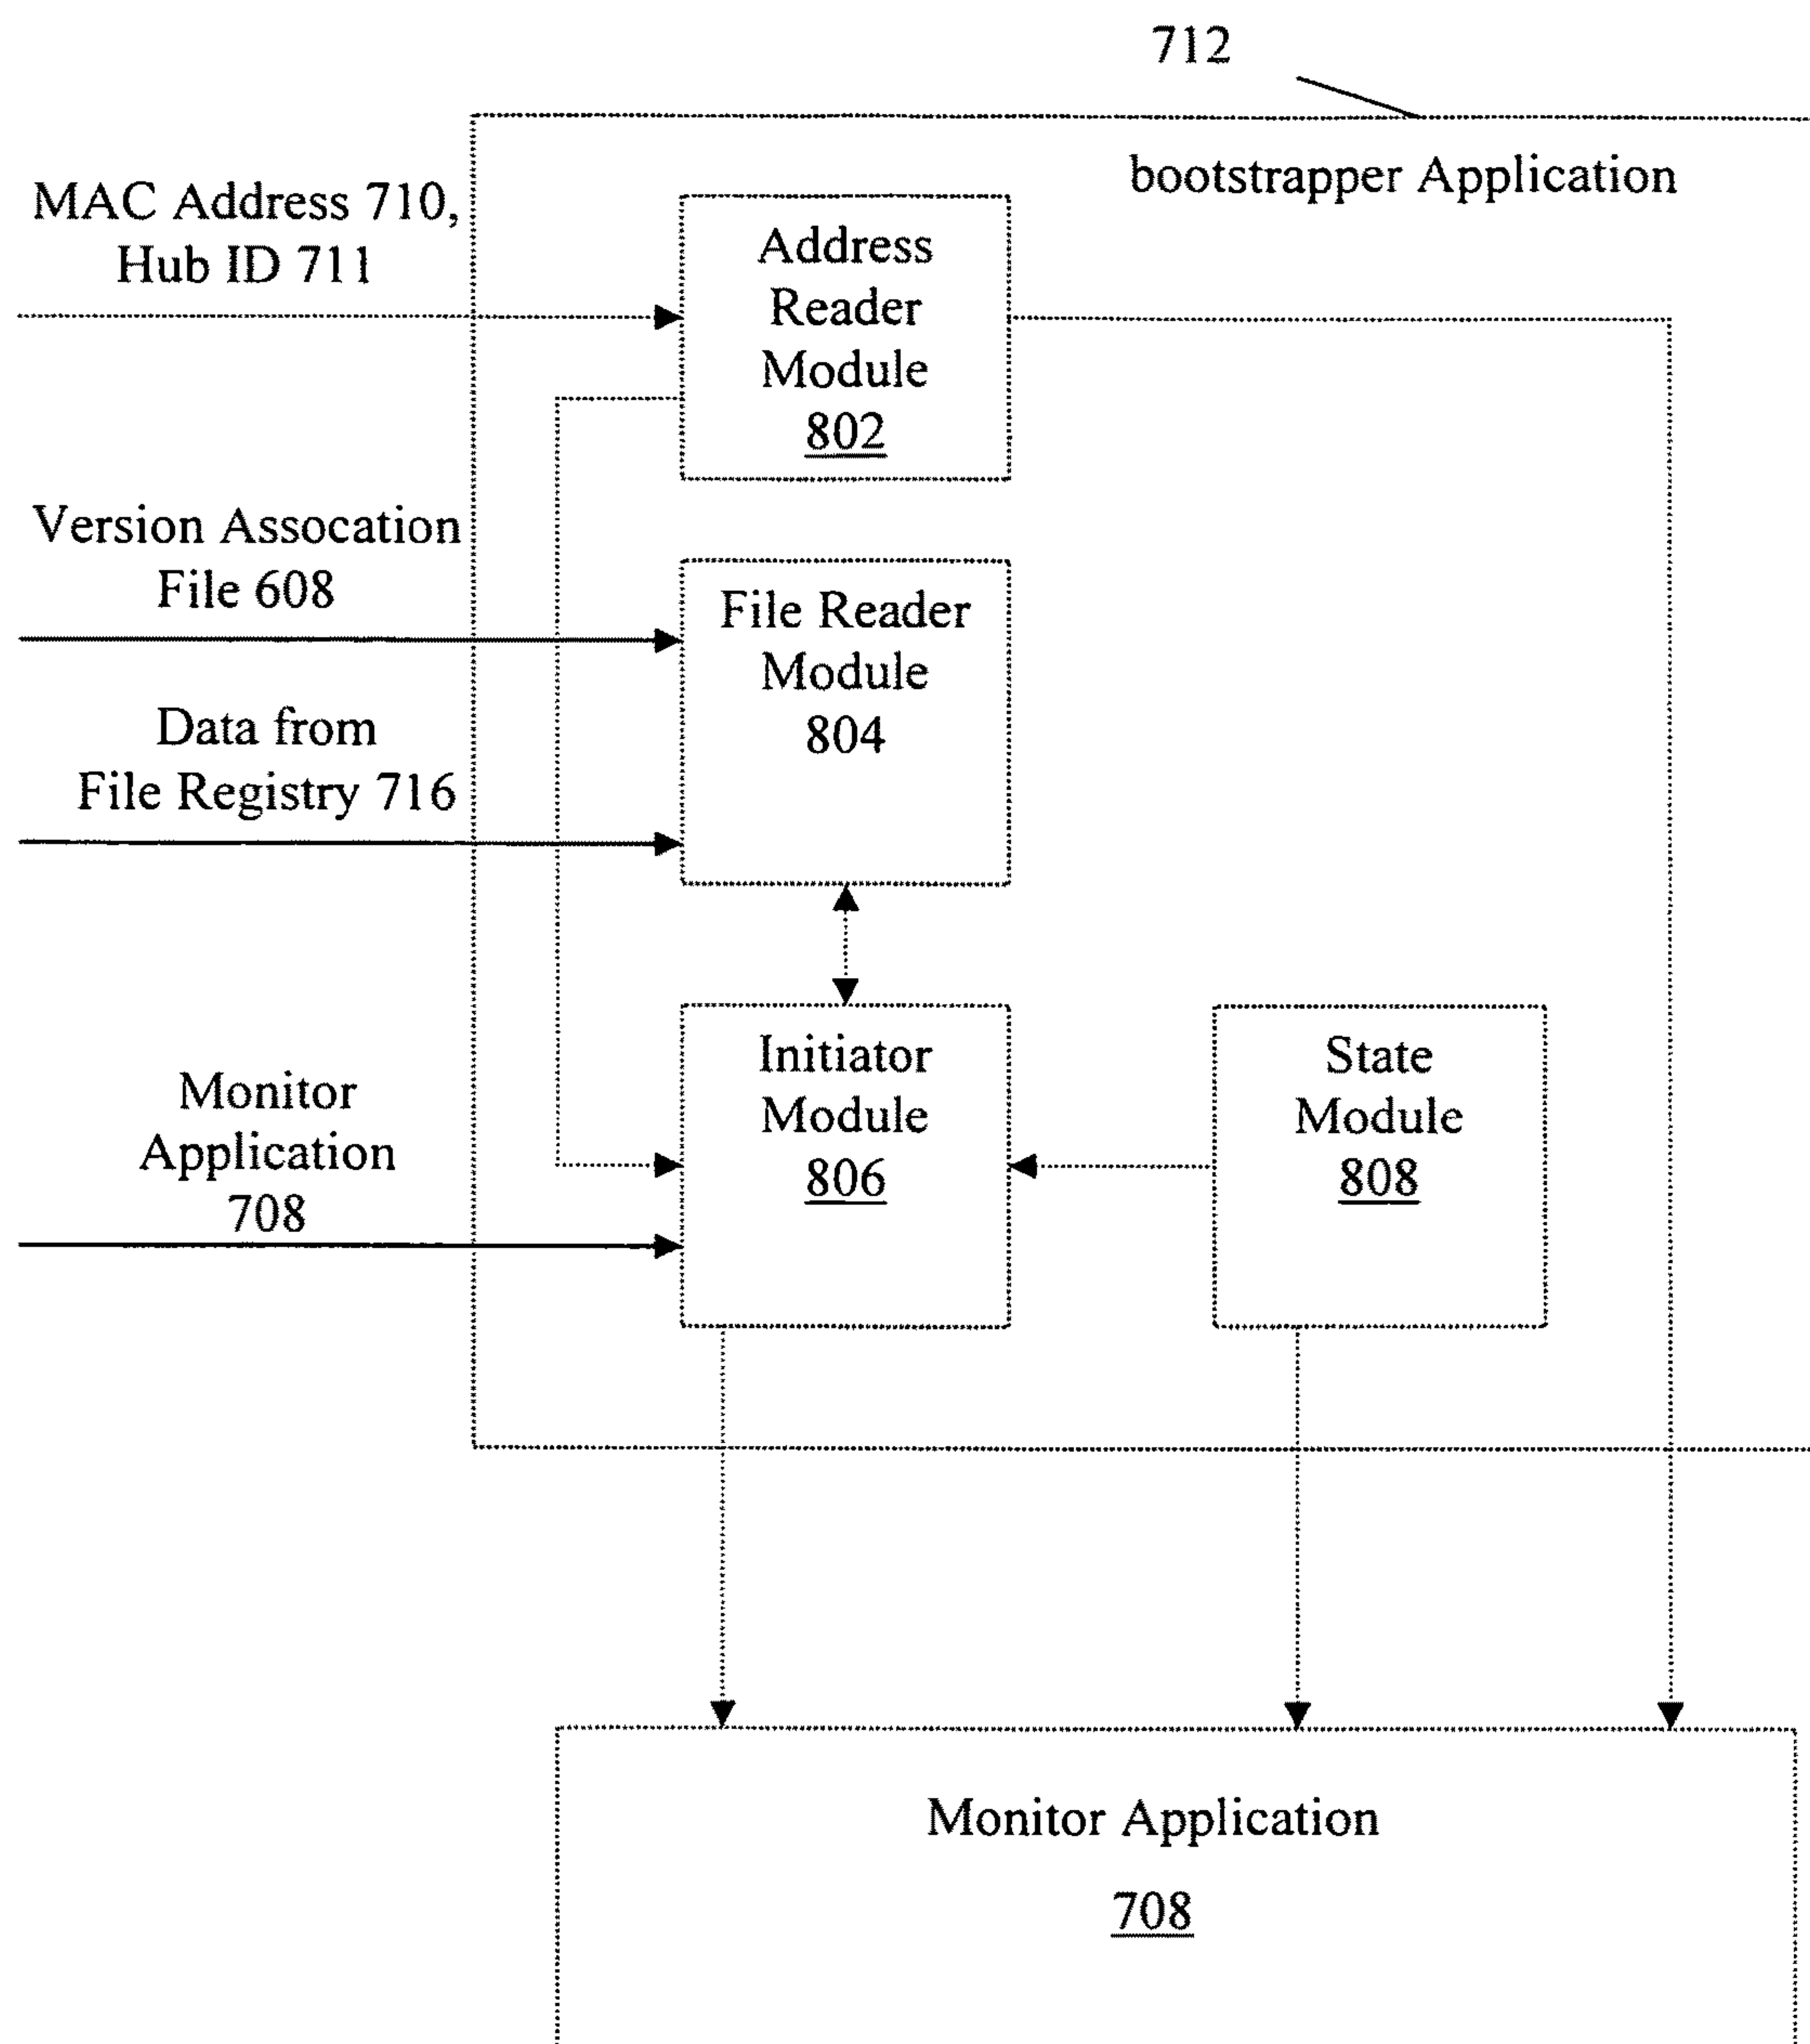 712
bootstrapper Application
MAC Address 710,
Hub ID 711
Address
Reader
Module
802
Version Assocation
File 608
File Reader
Module
804
Data from
File Registry 716
Monitor
Application
708
Initiator
Module
806
State
Module
808
Monitor Application
708